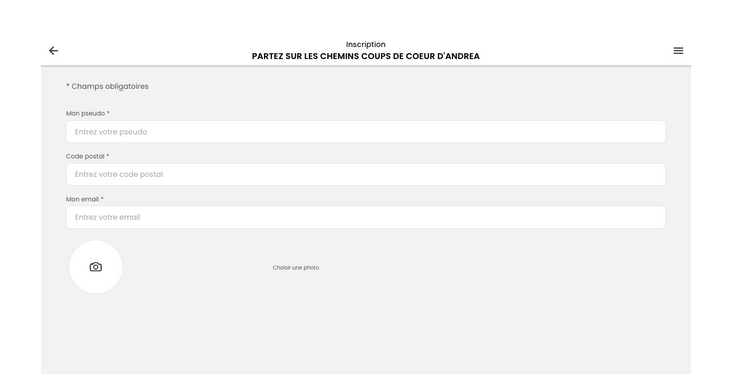 Inscription
PARTEZ SUR LES CHEMINS COUPS DE COEUR D'ANDREA
* Champs obligatoires
Mon pseudo *
Entrez votre pseudo
Code postal *
Entrez votre code postal
Mon email *
Entrez votre email
Choisir une photo